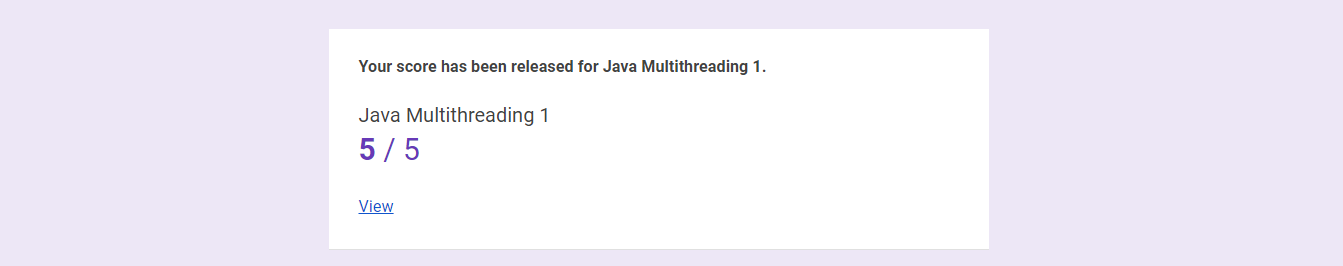 Your score has been released for Java Multithreading 1.
Java Multithreading 1
5 / 5
View